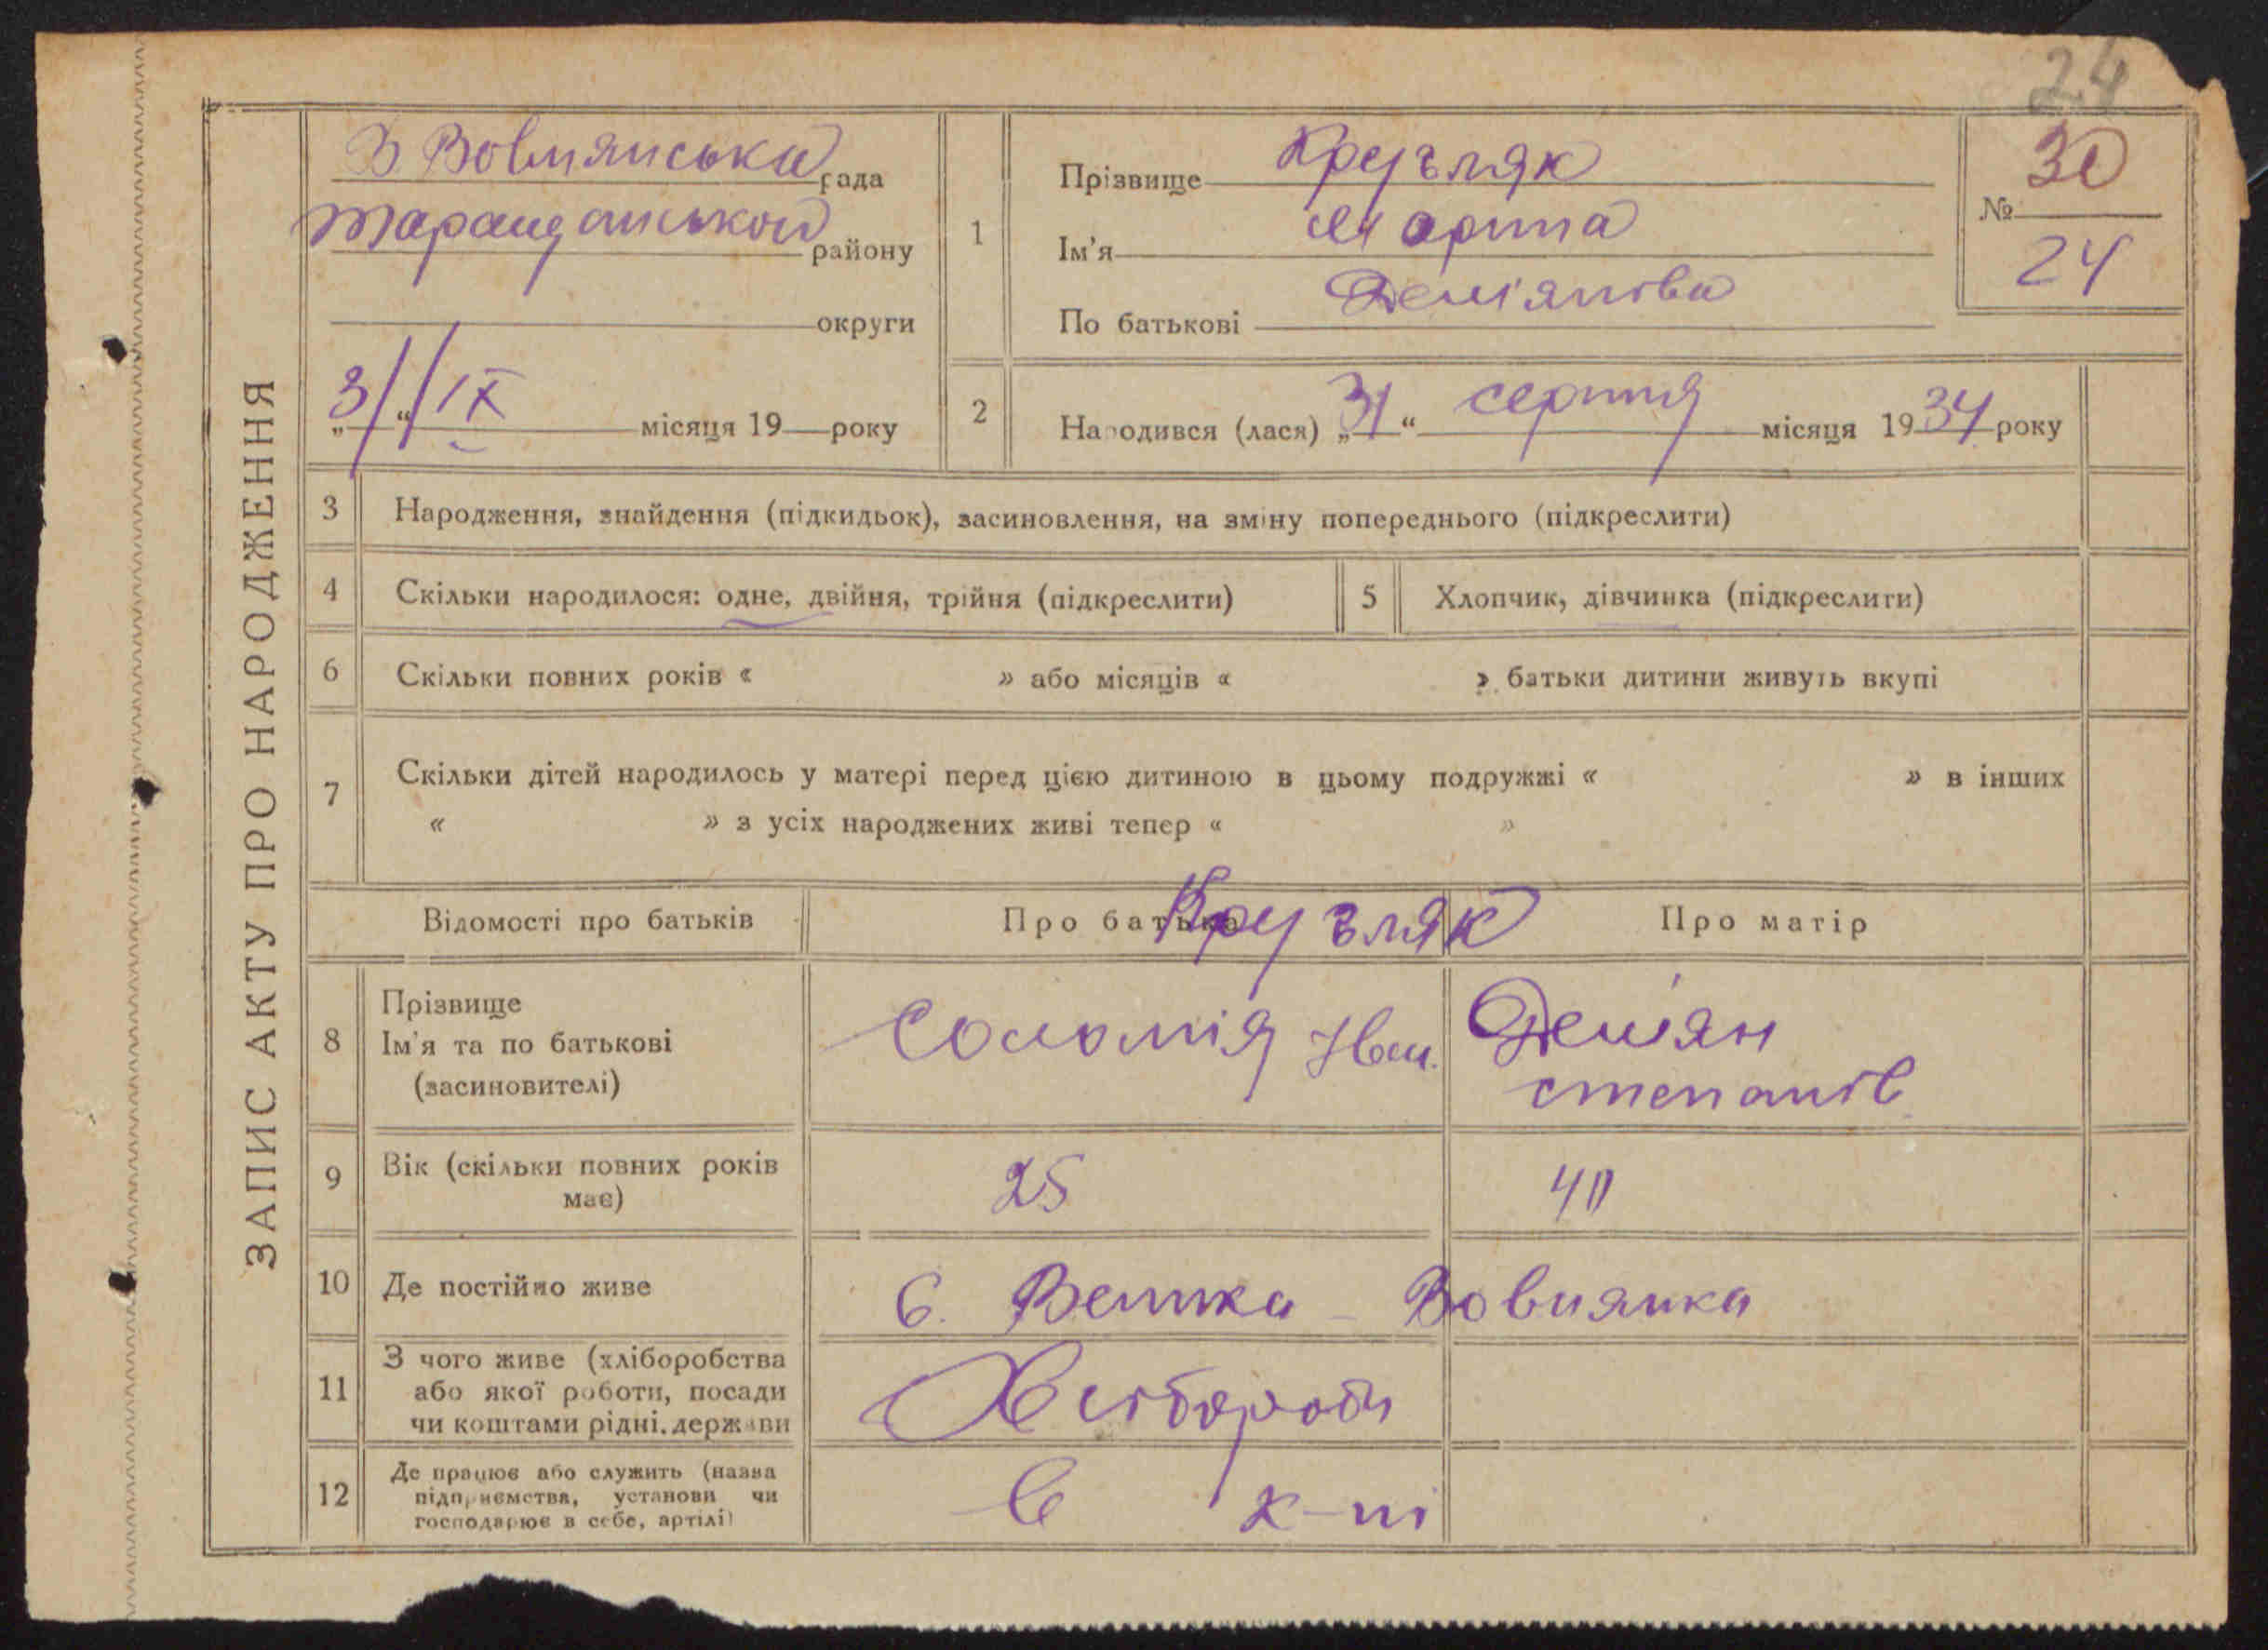 24
ЗАПИС АКТУ ПРО НАРОДЖЕННЯ
В. Вовнянська рада
Таращанської району
округи
„3“ IX місяця 19 року
1
Прізвище Кругляк
Ім'я Марта
По батькові Дем'янівна
№ 30
24
2
Народився (лася) „31“ серпня місяця 1934 року
3 Народження, знайдення (підкидьок), засиновлення, на зміну попереднього (підкреслити)
4 Скільки народилося: одне, двійня, трійня (підкреслити) 5 Хлопчик, дівчинка (підкреслити)
6 Скільки повних років « » або місяців « » батьки дитини живуть вкупі
7 Скільки дітей народилось у матері перед цією дитиною в цьому подружжі « » в інших
« » з усіх народжених живі тепер « »
Відомості про батьків Про батька Про матір
Кругляк
8 Прізвище
Ім'я та по батькові
(засиновителі)
Соломія Іван. Дем'ян
степанів
9 Вік (скільки повних років
має)
25 40
10 Де постійно живе с. Велика - Вовнянка
11 З чого живе (хліборобства
або якої роботи, посади
чи коштами рідні, держави
Хлібороби
12 Де працює або служить (назва
підприємства, установи чи
господарює в себе, артілі)
в к-пі